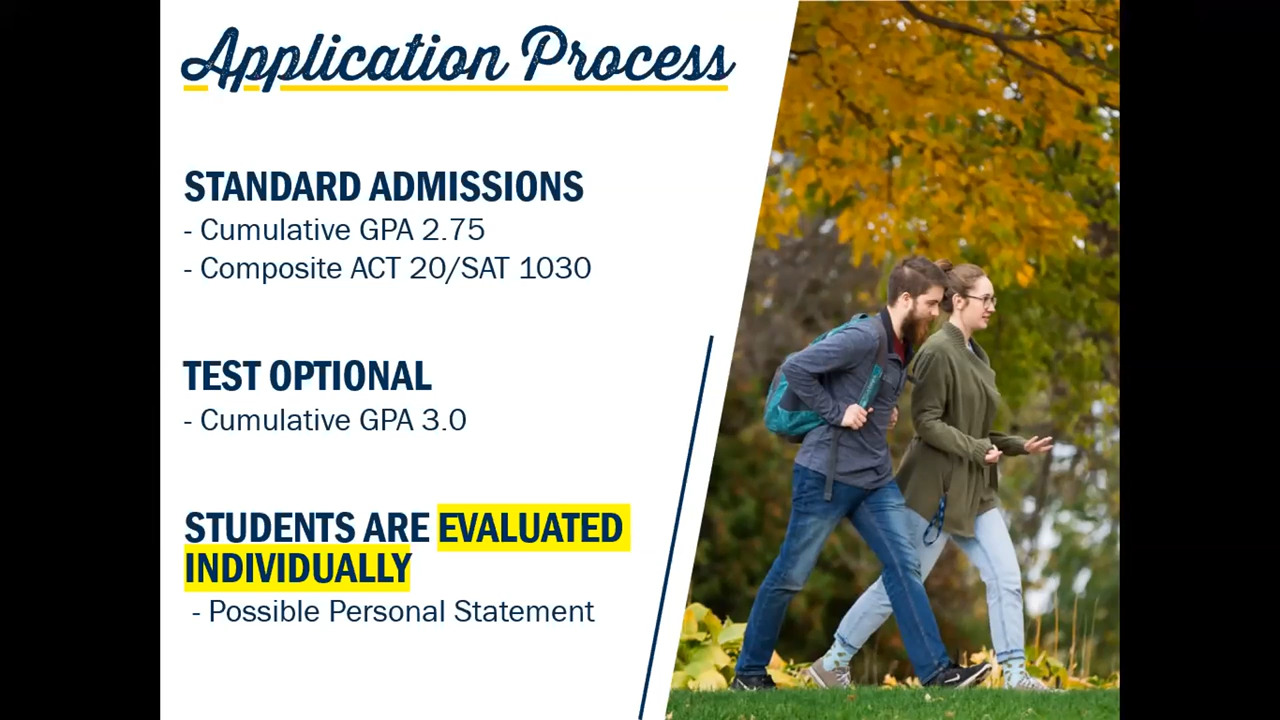 Application Process
STANDARD ADMISSIONS
- Cumulative GPA 2.75
- Composite ACT 20/SAT 1030
TEST OPTIONAL
- Cumulative GPA 3.0
STUDENTS ARE EVALUATED
INDIVIDUALLY
- Possible Personal Statement